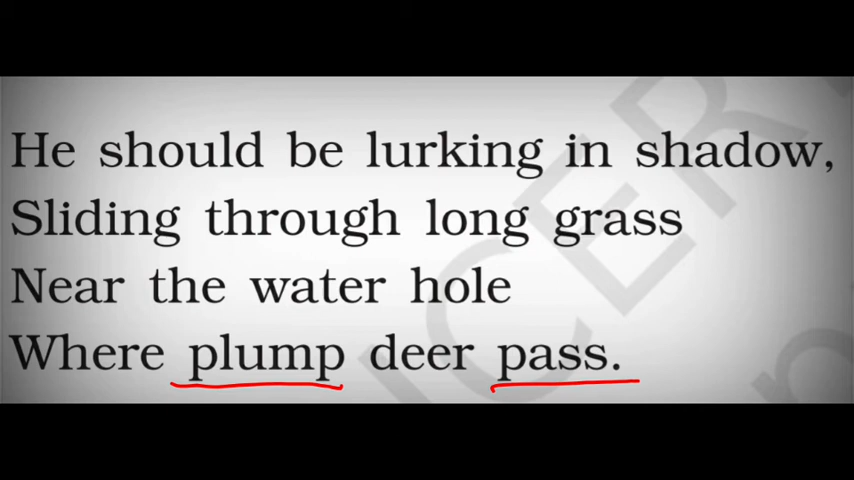 He should be lurking in shadow,
Sliding through long grass
Near the water hole
Where plump deer pass.